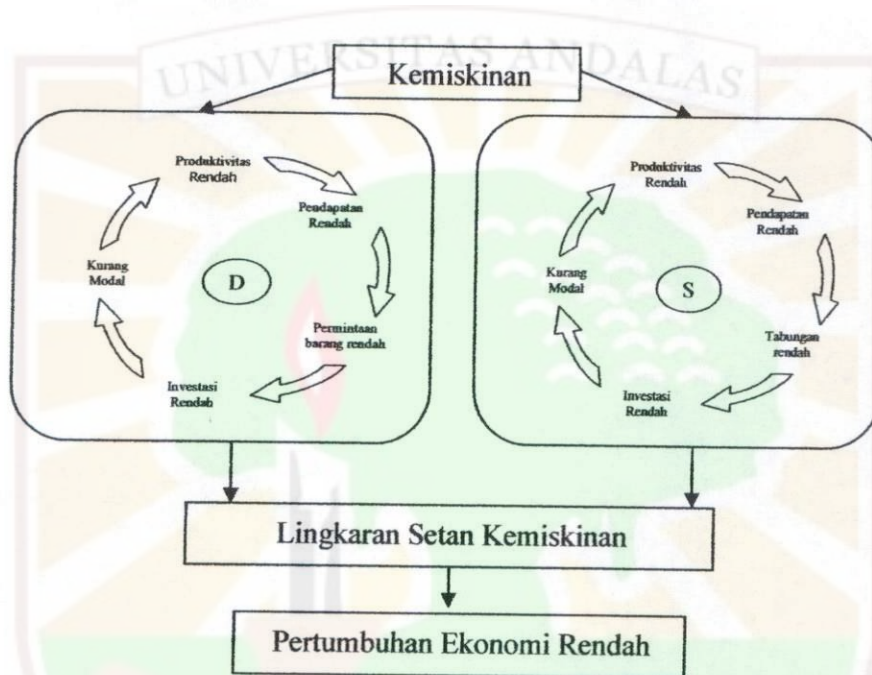 UNIVERSITAS ANDALAS
Kemiskinan
Produktivitas
Rendah
Pendapatan
Rendah
Kurang
Modal
D
Permintaan
barang rendah
Investasi
Rendah
Produktivitas
Rendah
Pendapatan
Rendah
Kurang
Modal
S
Tabungan
rendah
Investasi
Rendah
Lingkaran Setan Kemiskinan
Pertumbuhan Ekonomi Rendah